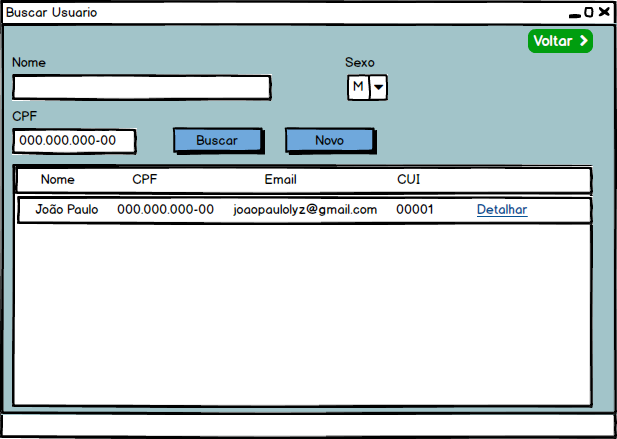 Buscar Usuario
Voltar
Nome
Sexo
M
CPF
000.000.000-00
Buscar
Novo
Nome CPF Email CUI
João Paulo 000.000.000-00 joaopaulolyz@gmail.com 00001 Detalhar